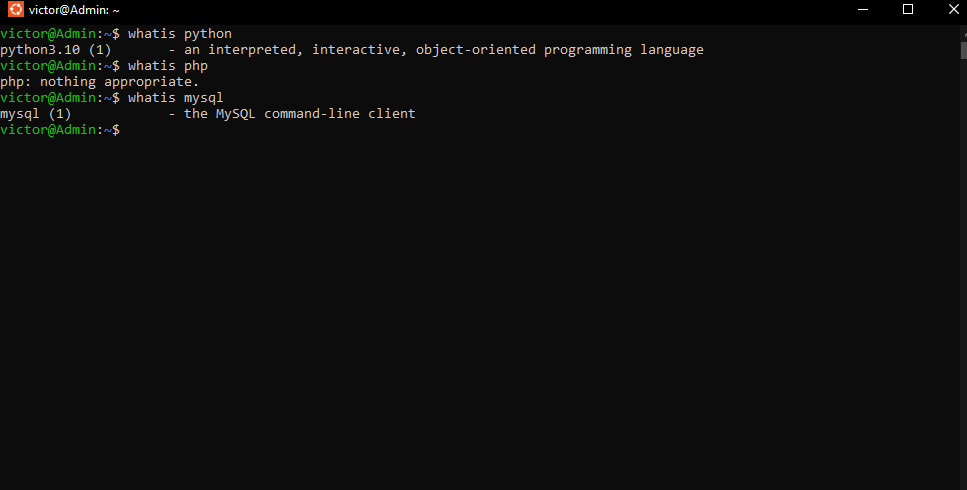 victor@Admin: ~
victor@Admin:~$ whatis python
python3.10 (1)       - an interpreted, interactive, object-oriented programming language
victor@Admin:~$ whatis php
php: nothing appropriate.
victor@Admin:~$ whatis mysql
mysql (1)            - the MySQL command-line client
victor@Admin:~$